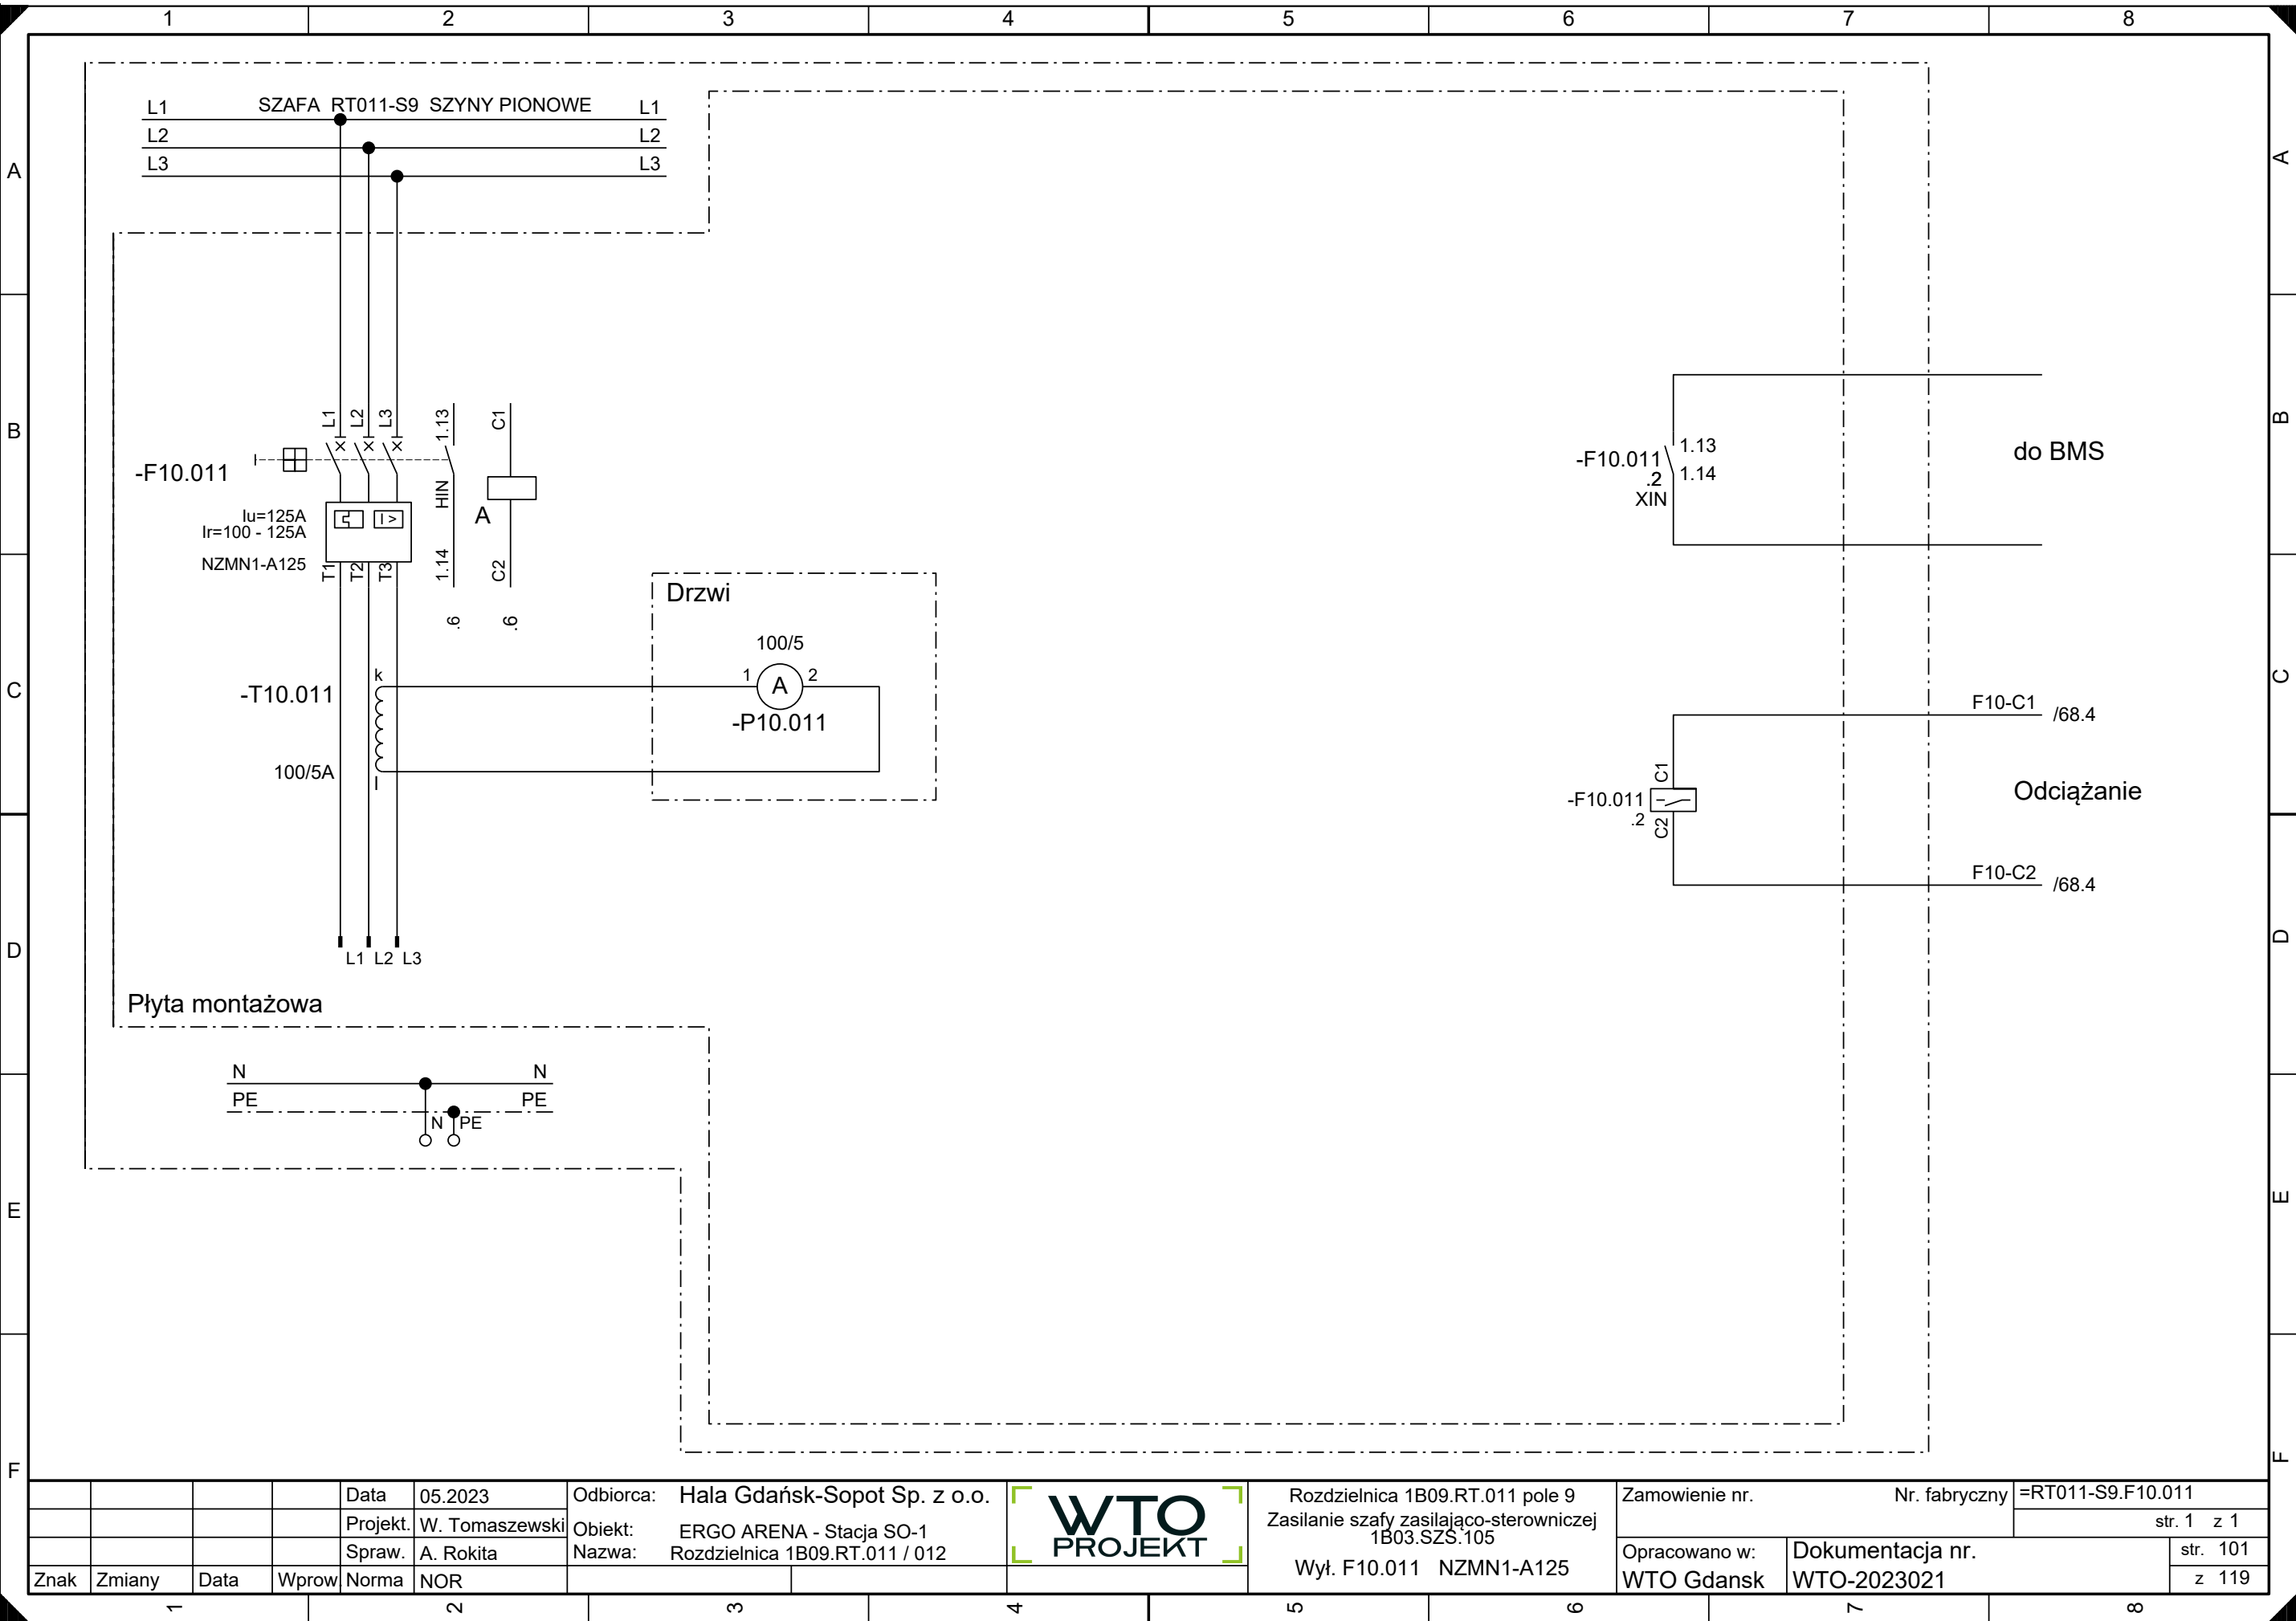 1 2 3 4 5 6 7 8
L1 SZAFA RT011-S9 SZYNY PIONOWE L1
L2 L2
L3 L3
A A
B B
L1 L2 L3 1.13 C1
-F10.011
HIN
A
Iu=125A
Ir=100 - 125A
NZMN1-A125
T1 T2 T3 1.14 C2
.6 .6
1.13
-F10.011
1.14
.2
XIN
do BMS
Drzwi
100/5
1 A 2
-P10.011
C C
k
-T10.011
100/5A
l
F10-C1 /68.4
C1
-F10.011
.2
C2
Odciążanie
F10-C2 /68.4
D D
L1 L2 L3
Płyta montażowa
N N
PE PE
N PE
E E
F F
Data 05.2023
Projekt. W. Tomaszewski
Spraw. A. Rokita
Znak Zmiany Data Wprow. Norma NOR
Odbiorca: Hala Gdańsk-Sopot Sp. z o.o.
Obiekt: ERGO ARENA - Stacja SO-1
Nazwa: Rozdzielnica 1B09.RT.011 / 012
WTO
PROJEKT
Rozdzielnica 1B09.RT.011 pole 9
Zasilanie szafy zasilająco-sterowniczej
1B03.SZS.105
Wył. F10.011 NZMN1-A125
Zamowienie nr. Nr. fabryczny =RT011-S9.F10.011
str. 1 z 1
Opracowano w: Dokumentacja nr. str. 101
WTO Gdansk WTO-2023021 z 119
1 2 3 4 5 6 7 8